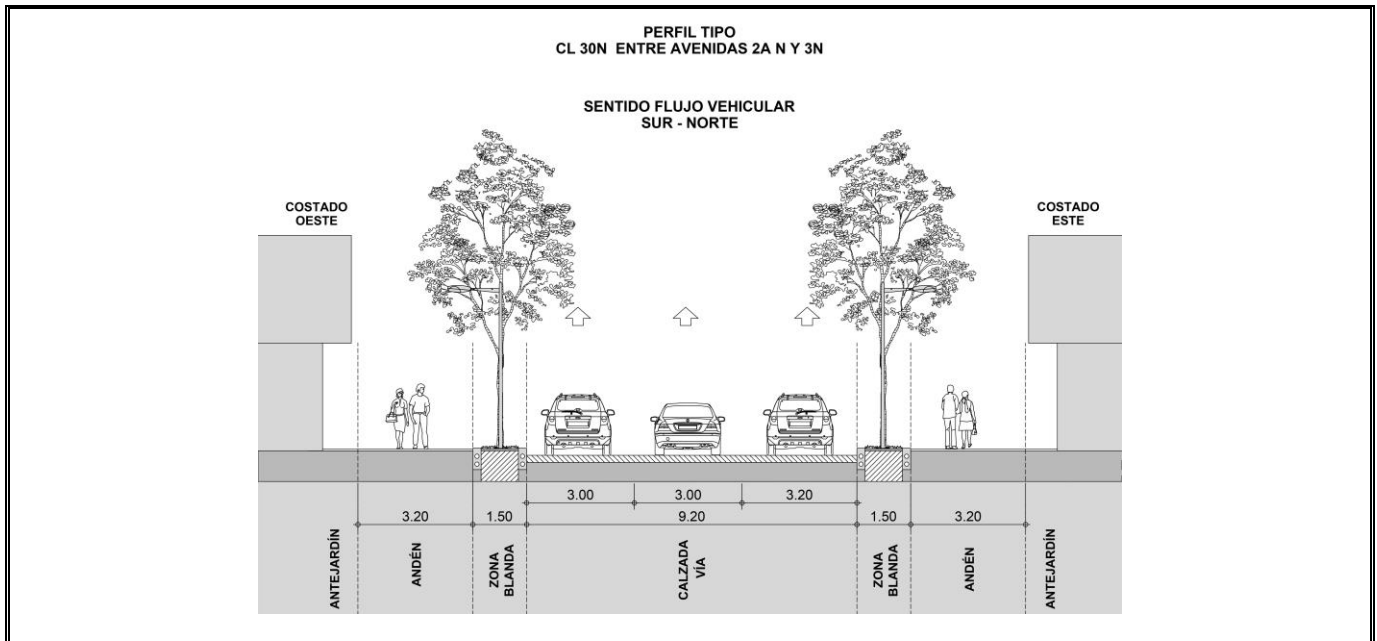 PERFIL TIPO
CL 30N ENTRE AVENIDAS 2A N Y 3N
SENTIDO FLUJO VEHICULAR
SUR - NORTE
COSTADO
OESTE
COSTADO
ESTE
3.00
3.00
3.20
3.20
1.50
9.20
1.50
3.20
ANTEJARDÍN
ANDÉN
ZONA
BLANDA
CALZADA
VÍA
ZONA
BLANDA
ANDÉN
ANTEJARDÍN